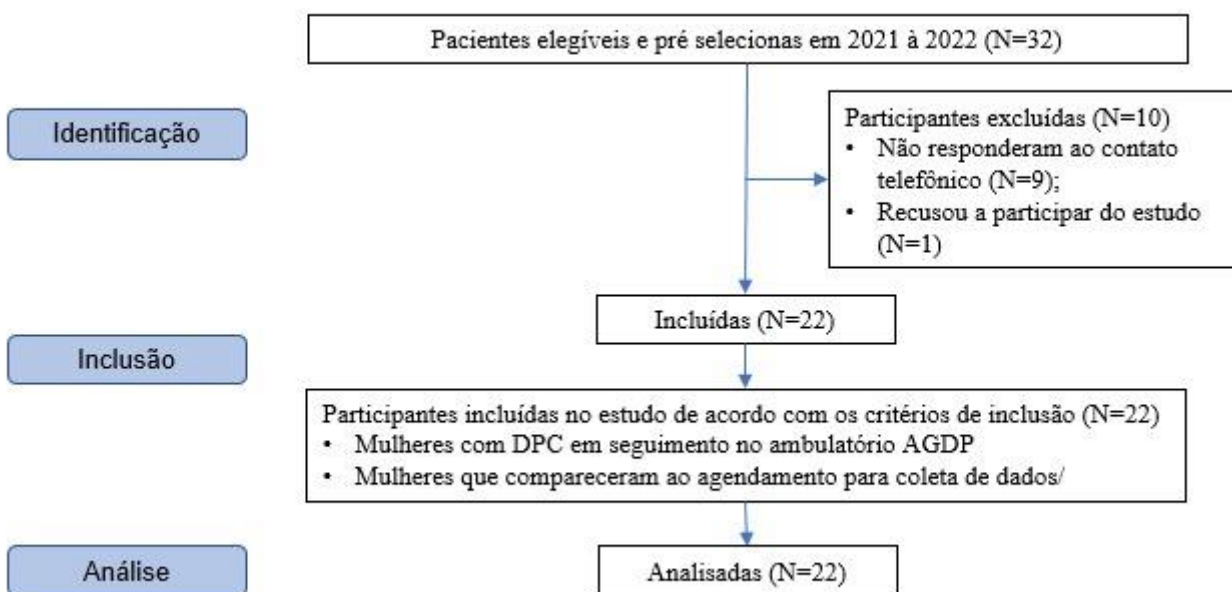 Pacientes elegíveis e pré selecionas em 2021 à 2022 (N=32)
Identificação
Participantes excluídas (N=10)
• Não responderam ao contato
telefônico (N=9);
• Recusou a participar do estudo
(N=1)
Incluídas (N=22)
Inclusão
Participantes incluídas no estudo de acordo com os critérios de inclusão (N=22)
• Mulheres com DPC em seguimento no ambulatório AGDP
• Mulheres que compareceram ao agendamento para coleta de dados/
Análise
Analisadas (N=22)